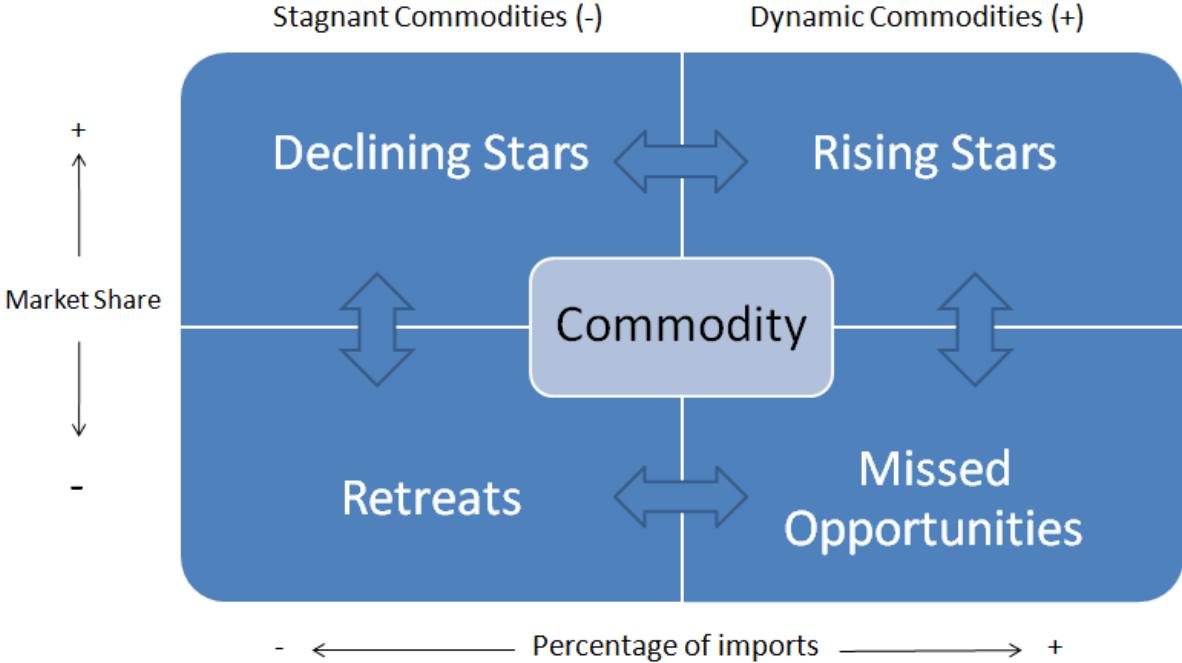 Stagnant Commodities (-)
Dynamic Commodities (+)
+
Declining Stars
Rising Stars
Market Share
Commodity
-
Retreats
Missed
Opportunities
- Percentage of imports +